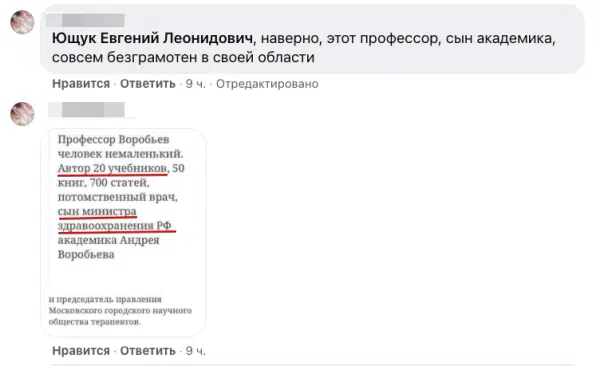 Ющук Евгений Леонидович, наверно, этот профессор, сын академика,
совсем безграмотен в своей области
Нравится · Ответить · 9 ч. · Отредактировано
Профессор Воробьев
человек немаленький.
Автор 20 учебников, 50
книг, 700 статей,
потомственный врач,
сын министра
здравоохранения РФ
академика Андрея
Воробьева
и председатель правления
Московского городского научного
общества терапевтов.
Нравится · Ответить · 9 ч.